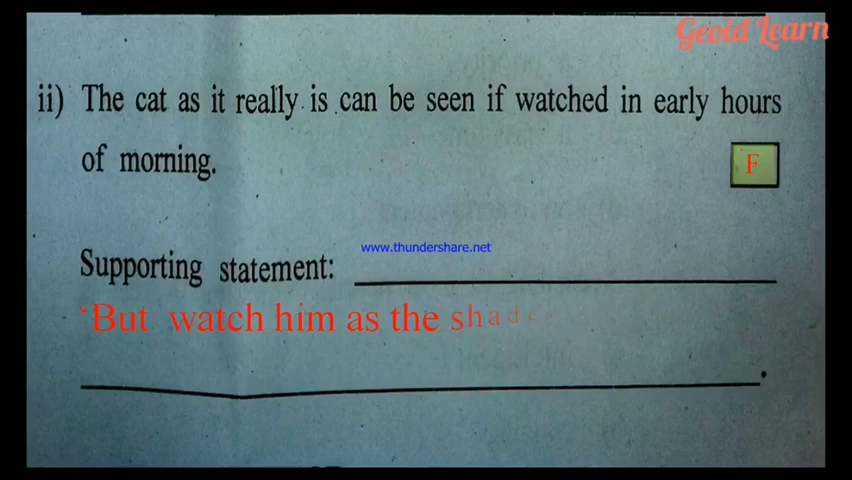 Geoid Learn
ii) The cat as it really is can be seen if watched in early hours
of morning.
F
www.thundershare.net
Supporting statement:
'But watch him as the shade